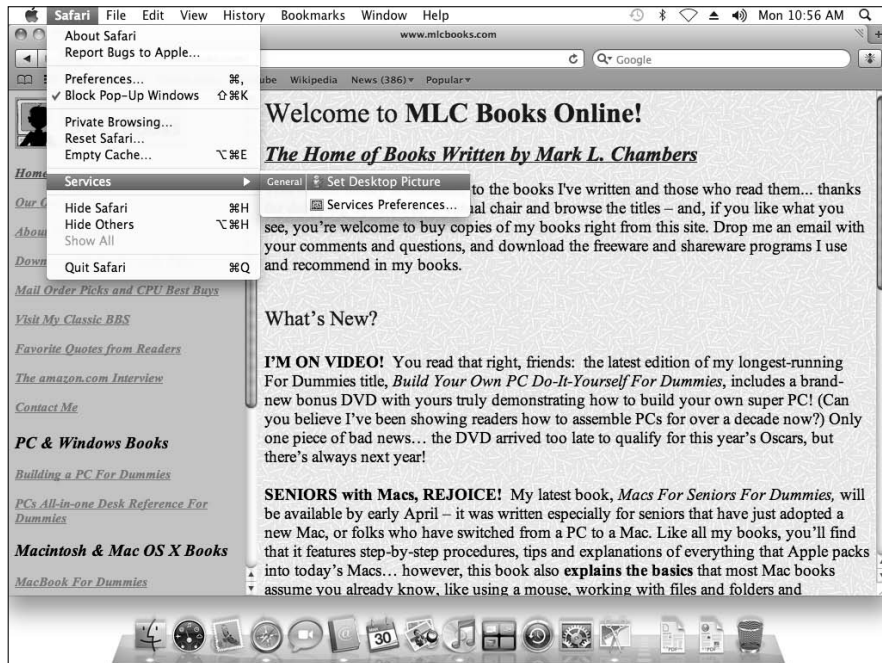 Safari File Edit View History Bookmarks Window Help Mon 10:56 AM
www.mlcbooks.com
Google
Wikipedia News (386) Popular
About Safari
Report Bugs to Apple...
Preferences... ⌘,
✓ Block Pop-Up Windows ⇧⌘K
Private Browsing...
Reset Safari...
Empty Cache... ⌥⌘E
Services
Hide Safari ⌘H
Hide Others ⌥⌘H
Show All
Quit Safari ⌘Q
General Set Desktop Picture
Services Preferences...
Mail Order Picks and CPU Best Buys
Visit My Classic BBS
Favorite Quotes from Readers
The amazon.com Interview
Contact Me
PC & Windows Books
Building a PC For Dummies
PCs All-in-one Desk Reference For
Dummies
Macintosh & Mac OS X Books
MacBook For Dummies
Welcome to MLC Books Online!
The Home of Books Written by Mark L. Chambers
to the books I've written and those who read them... thanks
chair and browse the titles – and, if you like what you
see, you're welcome to buy copies of my books right from this site. Drop me an email with
your comments and questions, and download the freeware and shareware programs I use
and recommend in my books.
What's New?
I'M ON VIDEO! You read that right, friends: the latest edition of my longest-running
For Dummies title, Build Your Own PC Do-It-Yourself For Dummies, includes a brand-
new bonus DVD with yours truly demonstrating how to build your own super PC! (Can
you believe I've been showing readers how to assemble PCs for over a decade now?) Only
one piece of bad news… the DVD arrived too late to qualify for this year's Oscars, but
there's always next year!
SENIORS with Macs, REJOICE! My latest book, Macs For Seniors For Dummies, will
be available by early April – it was written especially for seniors that have just adopted a
new Mac, or folks who have switched from a PC to a Mac. Like all my books, you'll find
that it features step-by-step procedures, tips and explanations of everything that Apple packs
into today's Macs… however, this book also explains the basics that most Mac books
assume you already know, like using a mouse, working with files and folders and
30